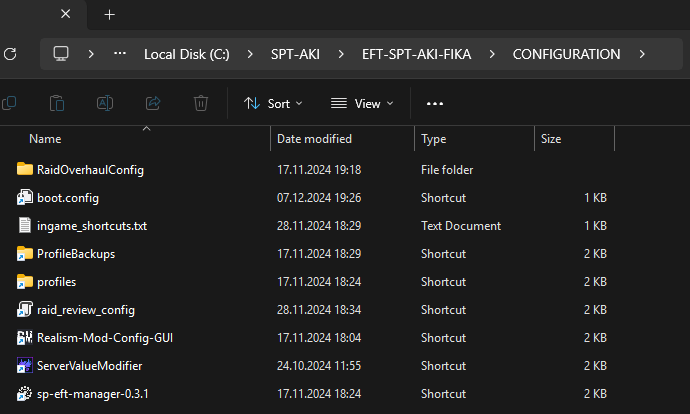 Local Disk (C:) SPT-AKI EFT-SPT-AKI-FIKA CONFIGURATION
Sort View
Name Date modified Type Size
RaidOverhaulConfig 17.11.2024 19:18 File folder
boot.config 07.12.2024 19:26 Shortcut 1 KB
ingame_shortcuts.txt 28.11.2024 18:29 Text Document 1 KB
ProfileBackups 17.11.2024 18:29 Shortcut 2 KB
profiles 17.11.2024 18:24 Shortcut 2 KB
raid_review_config 28.11.2024 18:34 Shortcut 2 KB
Realism-Mod-Config-GUI 17.11.2024 18:04 Shortcut 2 KB
ServerValueModifier 24.10.2024 11:55 Shortcut 2 KB
sp-eft-manager-0.3.1 17.11.2024 18:24 Shortcut 2 KB